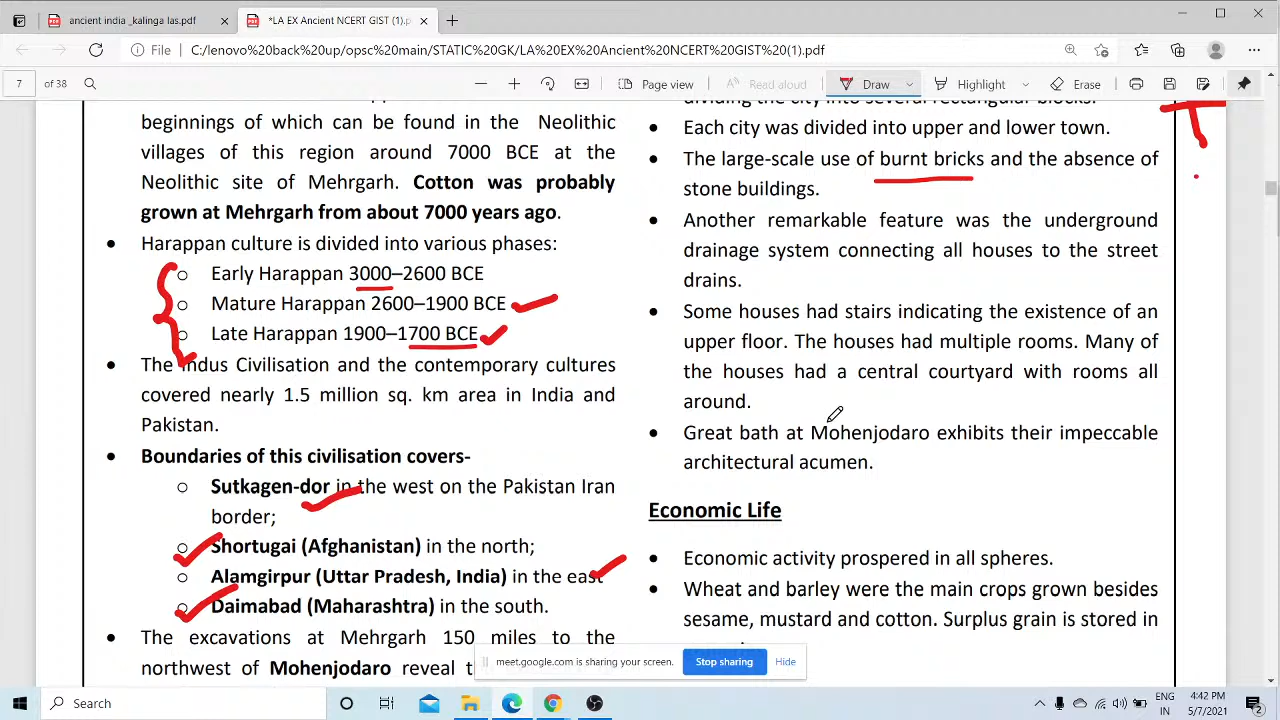 ancient india _kalinga Ias.pdf
*LA EX Ancient NCERT GIST (1).p
File
C:/lenovo%20back%20up/opsc%20main/STATIC%20GK/LA%20EX%20Ancient%20NCERT%20GIST%20(1).pdf
7 of 38
Page view
Read aloud
Draw
Highlight
Erase
beginnings of which can be found in the Neolithic
villages of this region around 7000 BCE at the
Neolithic site of Mehrgarh. Cotton was probably
grown at Mehrgarh from about 7000 years ago.
• Harappan culture is divided into various phases:
o Early Harappan 3000–2600 BCE
o Mature Harappan 2600–1900 BCE
o Late Harappan 1900–1700 BCE
• The Indus Civilisation and the contemporary cultures
covered nearly 1.5 million sq. km area in India and
Pakistan.
• Boundaries of this civilisation covers-
o Sutkagen-dor in the west on the Pakistan Iran
border;
o Shortugai (Afghanistan) in the north;
o Alamgirpur (Uttar Pradesh, India) in the east
o Daimabad (Maharashtra) in the south.
• The excavations at Mehrgarh 150 miles to the
northwest of Mohenjodaro reveal
dividing the city into several rectangular blocks.
• Each city was divided into upper and lower town.
• The large-scale use of burnt bricks and the absence of
stone buildings.
• Another remarkable feature was the underground
drainage system connecting all houses to the street
drains.
• Some houses had stairs indicating the existence of an
upper floor. The houses had multiple rooms. Many of
the houses had a central courtyard with rooms all
around.
• Great bath at Mohenjodaro exhibits their impeccable
architectural acumen.
Economic Life
• Economic activity prospered in all spheres.
• Wheat and barley were the main crops grown besides
sesame, mustard and cotton. Surplus grain is stored in
meet.google.com is sharing your screen.
Stop sharing
Hide
Search
ENG
IN
4:42 PM
5/7/2021
2